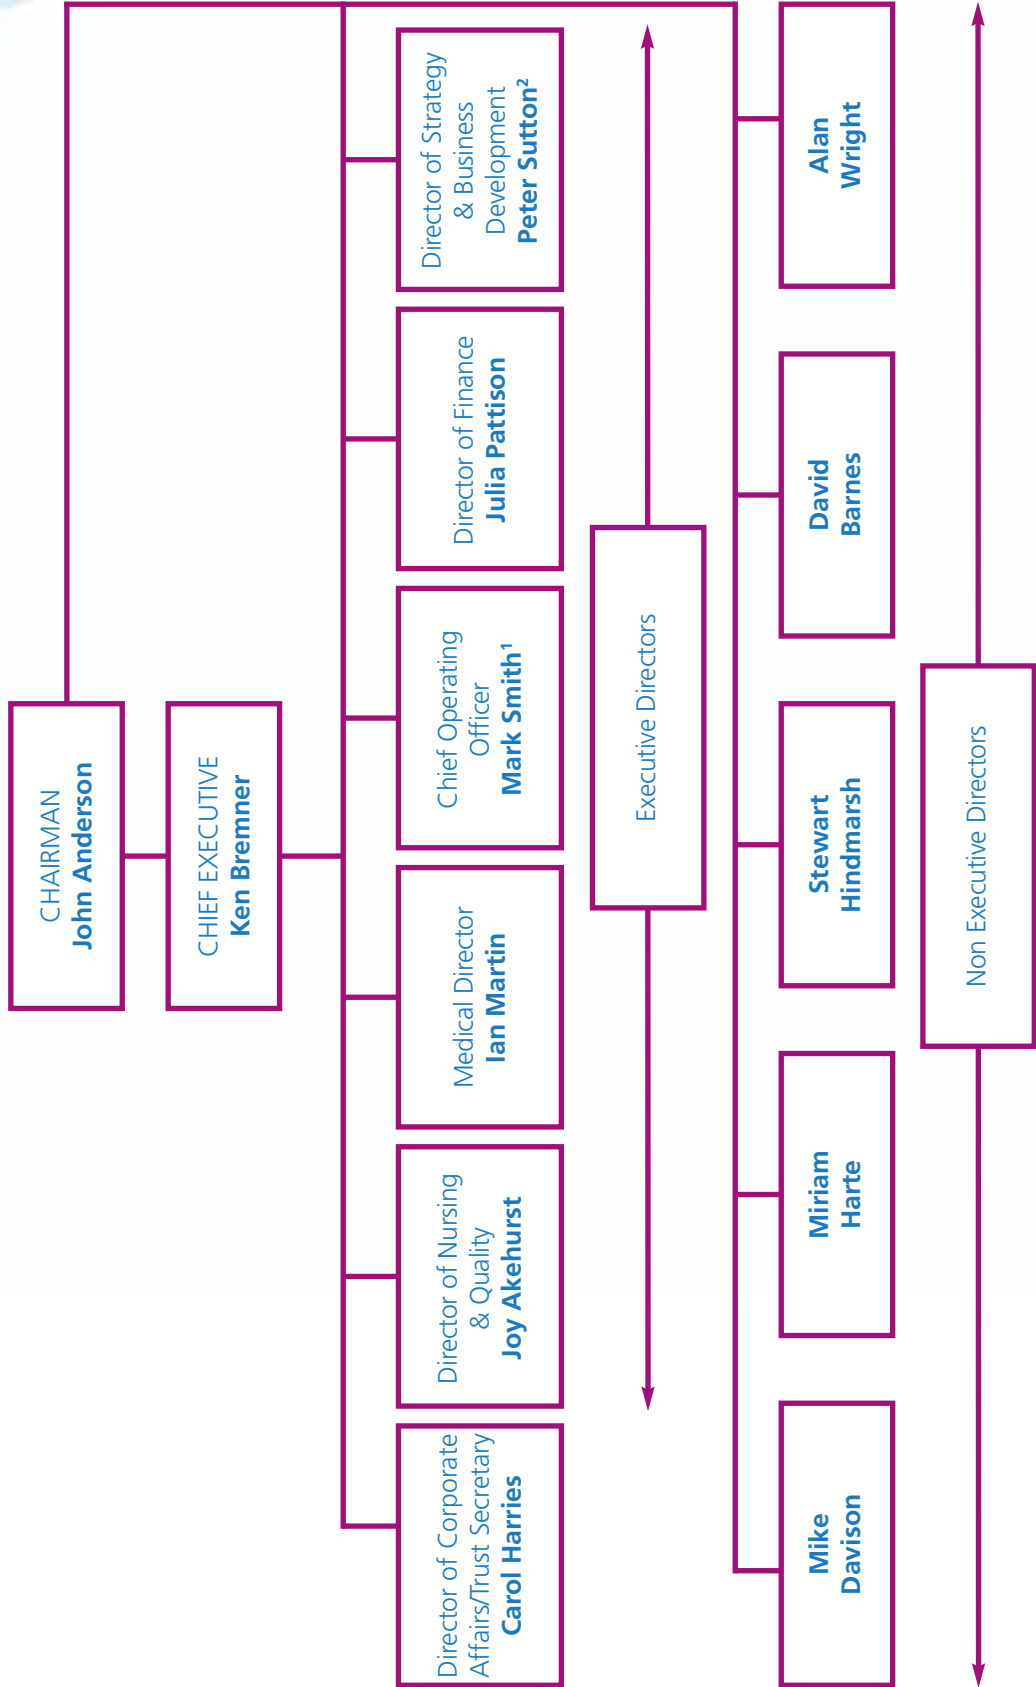 CHAIRMAN
John Anderson
CHIEF EXECUTIVE
Ken Bremner
Director of Corporate
Affairs/Trust Secretary
Carol Harries
Director of Nursing
& Quality
Joy Akehurst
Medical Director
Ian Martin
Chief Operating
Officer
Mark Smith¹
Director of Finance
Julia Pattison
Director of Strategy
& Business
Development
Peter Sutton²
Executive Directors
Mike
Davison
Miriam
Harte
Stewart
Hindmarsh
David
Barnes
Alan
Wright
Non Executive Directors